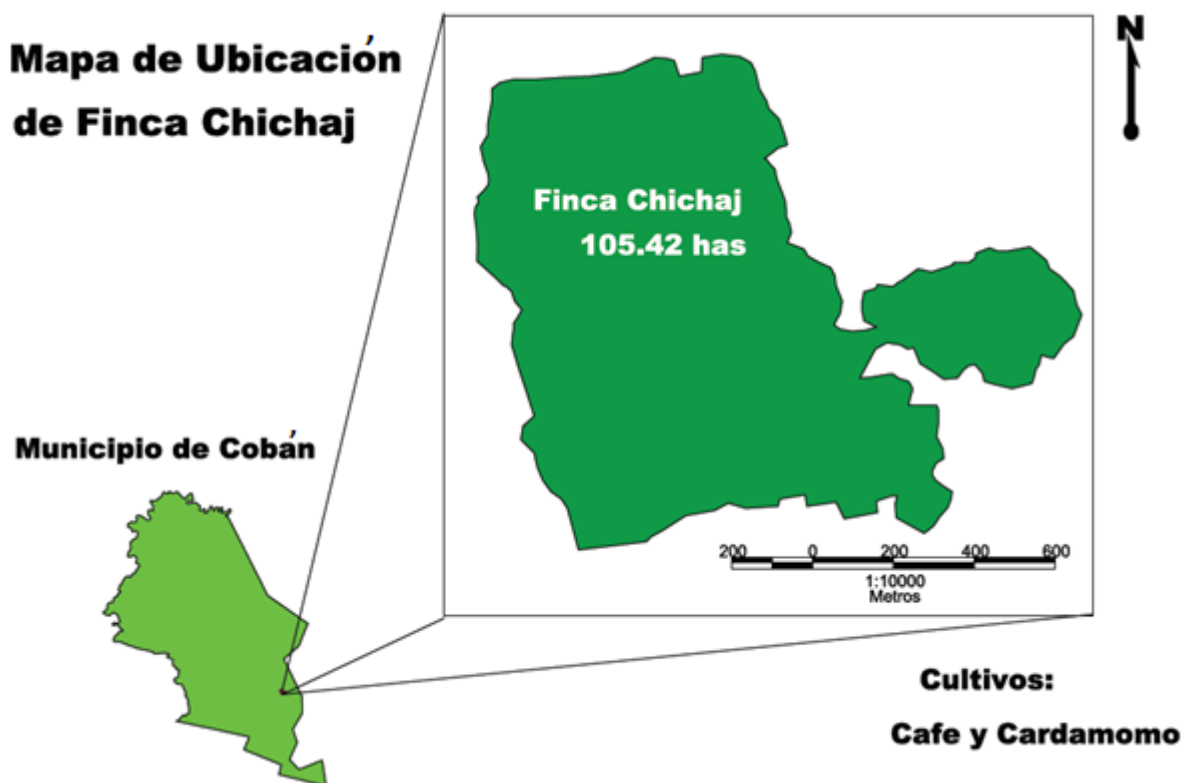 Mapa de Ubicación
de Finca Chichaj
N
Finca Chichaj
105.42 has
Municipio de Cobán
200 0 200 400 600
1:10000
Metros
Cultivos:
Cafe y Cardamomo